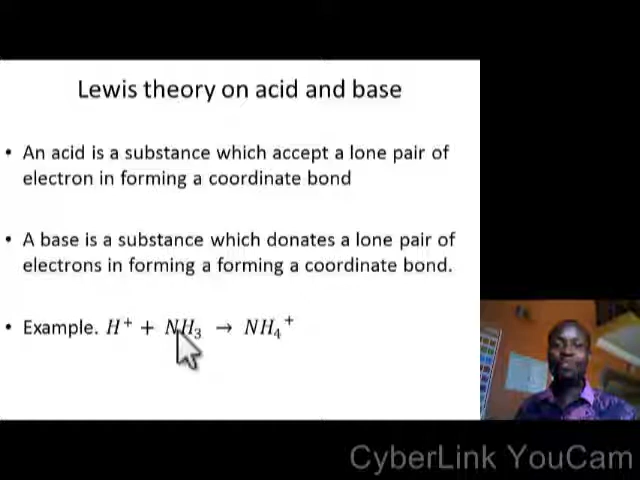 Lewis theory on acid and base
• An acid is a substance which accept a lone pair of
electron in forming a coordinate bond
• A base is a substance which donates a lone pair of
electrons in forming a forming a coordinate bond.
• Example. H⁺ + NH₃ → NH₄⁺
CyberLink YouCam